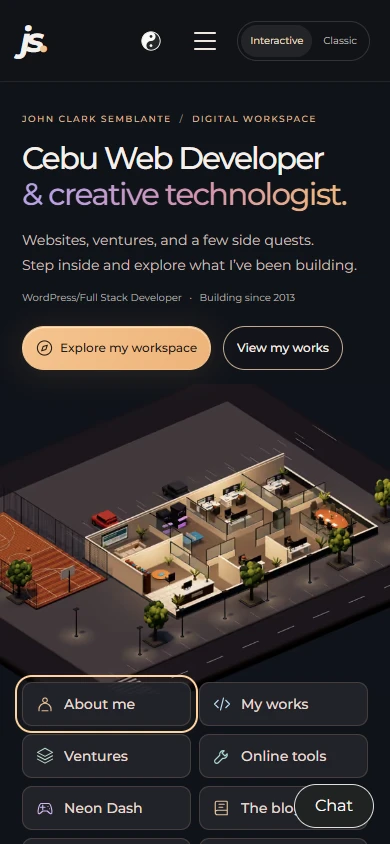 js.
Interactive Classic
JOHN CLARK SEMBLANTE / DIGITAL WORKSPACE
Cebu Web Developer
& creative technologist.
Websites, ventures, and a few side quests.
Step inside and explore what I’ve been building.
WordPress/Full Stack Developer · Building since 2013
Explore my workspace View my works
About me My works
Ventures Online tools
Neon Dash The blo
Chat